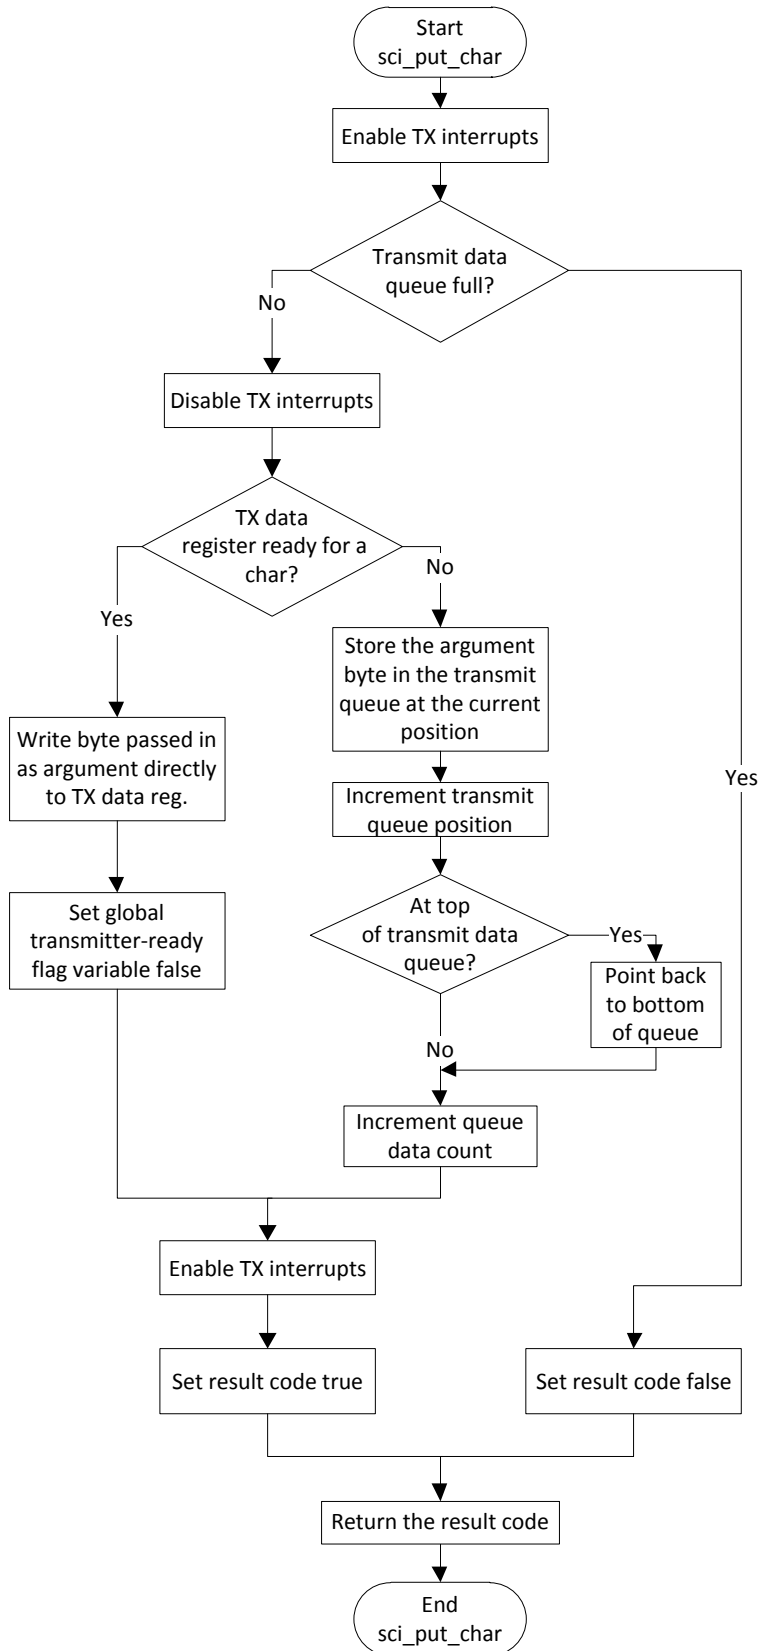 Start
sci_put_char
Enable TX interrupts
Transmit data
queue full?
No
Disable TX interrupts
TX data
register ready for a
char?
No
Yes
Store the argument
byte in the transmit
queue at the current
position
Write byte passed in
as argument directly
to TX data reg.
Yes
Increment transmit
queue position
Set global
transmitter-ready
flag variable false
At top
of transmit data
queue?
Yes
Point back
to bottom
of queue
No
Increment queue
data count
Enable TX interrupts
Set result code true
Set result code false
Return the result code
End
sci_put_char